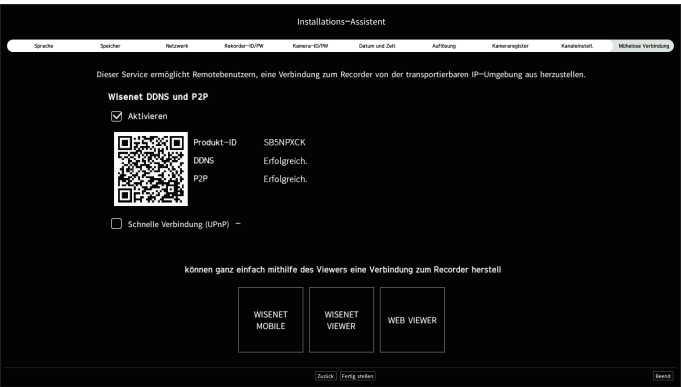 Installations-Assistent
Sprache Speicher Netzwerk Rekorder-ID/PW Kamera-ID/PW Datum und Zeit Auflösung Kameraregister Kanaleinstell. Mühelose Verbindung
Dieser Service ermöglicht Remotebenutzern, eine Verbindung zum Recorder von der transportierbaren IP-Umgebung aus herzustellen.
Wisenet DDNS und P2P
Aktivieren
Produkt-ID SB5NPXCK
DDNS Erfolgreich.
P2P Erfolgreich.
Schnelle Verbindung (UPnP) -
können ganz einfach mithilfe des Viewers eine Verbindung zum Recorder herstell
WISENET MOBILE
WISENET VIEWER
WEB VIEWER
Zurück Fertig stellen Beend